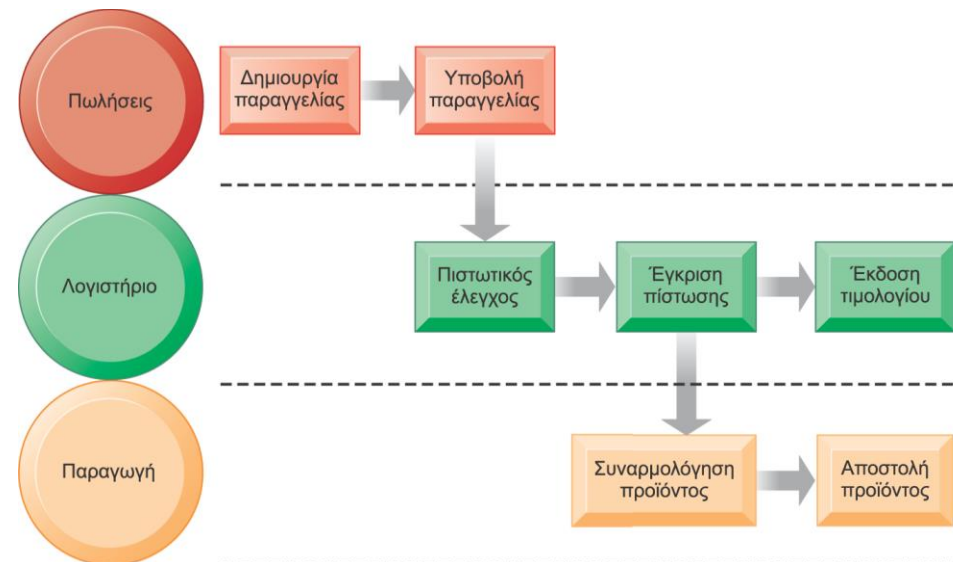 Πωλήσεις
Δημιουργία
παραγγελίας
Υποβολή
παραγγελίας
Λογιστήριο
Πιστωτικός
έλεγχος
Έγκριση
πίστωσης
Έκδοση
τιμολογίου
Παραγωγή
Συναρμολόγηση
προϊόντος
Αποστολή
προϊόντος